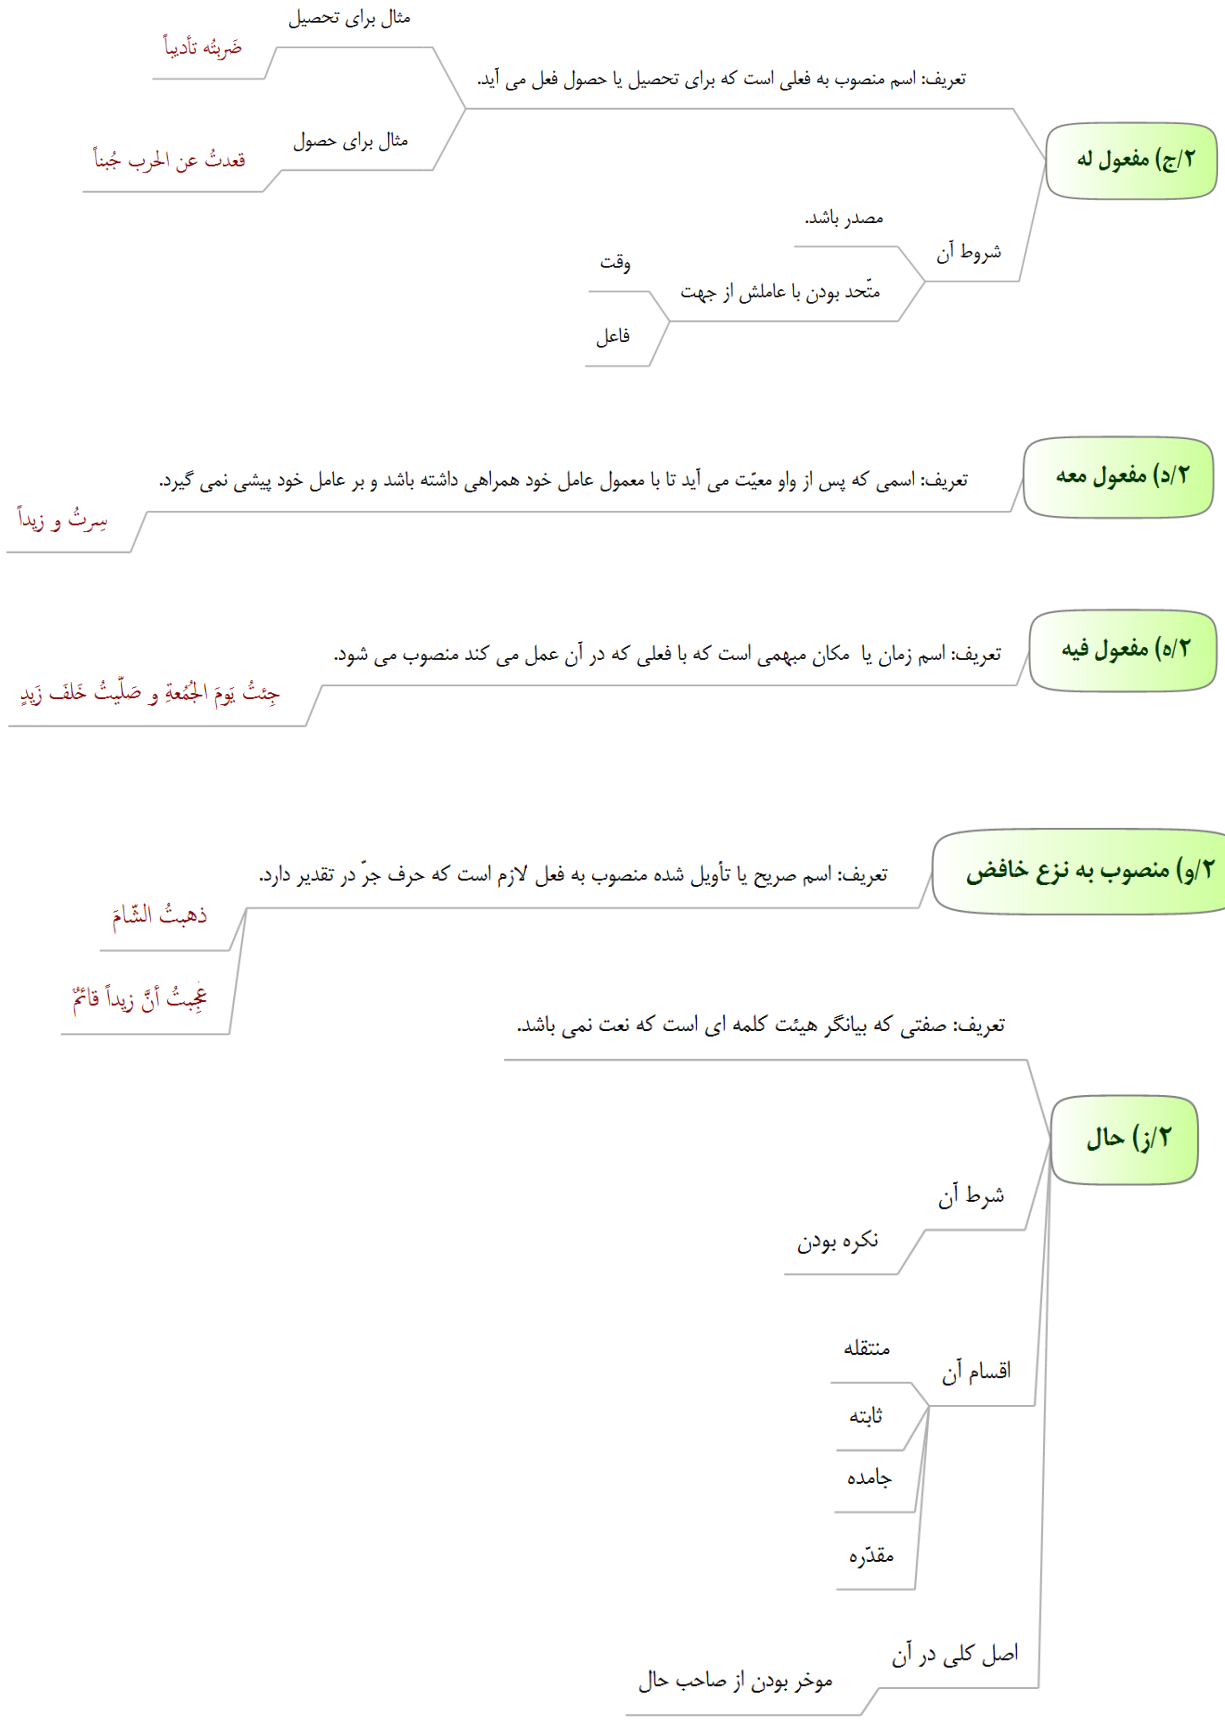 ۲/ج) مفعول له
تعریف: اسم منصوب به فعلی است که برای تحصیل یا حصول فعل می آید.
مثال برای تحصیل
ضَربتُه تأدیباً
مثال برای حصول
قعدتُ عن الحرب جُبناً
شروط آن
مصدر باشد.
متّحد بودن با عاملش از جهت
وقت
فاعل
۲/د) مفعول معه
تعریف: اسمی که پس از واو معیّت می آید تا با معمول عامل خود همراهی داشته باشد و بر عامل خود پیشی نمی گیرد.
سِرتُ و زیداً
۲/ه) مفعول فیه
تعریف: اسم زمان یا مکان مبهمی است که با فعلی که در آن عمل می کند منصوب می شود.
جِئتُ یَومَ الجُمُعةِ و صَلّیتُ خَلفَ زَیدٍ
۲/و) منصوب به نزع خافض
تعریف: اسم صریح یا تأویل شده منصوب به فعل لازم است که حرف جرّ در تقدیر دارد.
ذهبتُ الشّامَ
عَجِبتُ أنَّ زیداً قائمٌ
۲/ز) حال
تعریف: صفتی که بیانگر هیئت کلمه ای است که نعت نمی باشد.
شرط آن
نکره بودن
اقسام آن
منتقله
ثابته
جامده
مقدّره
اصل کلی در آن
موخر بودن از صاحب حال